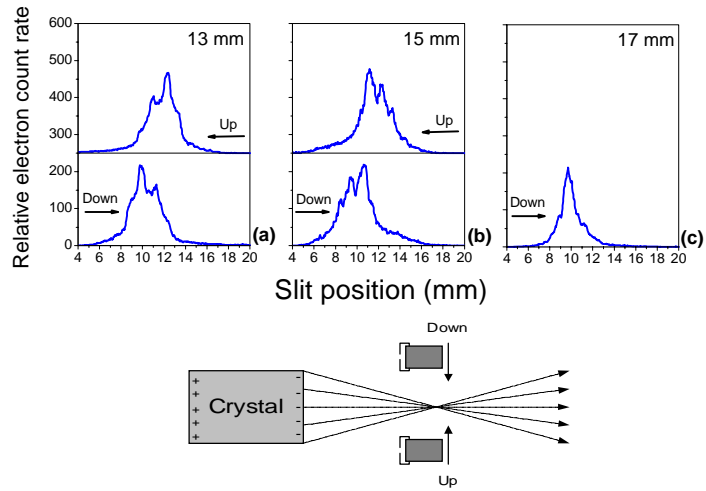 Relative electron count rate
600
500
400
300
200
100
0
13 mm
Up
Down
(a)
4 6 8 10 12 14 16 18 20
15 mm
Up
Down
(b)
4 6 8 10 12 14 16 18 20
17 mm
Down
(c)
4 6 8 10 12 14 16 18 20
Slit position (mm)
Down
+ -
+ -
+ Crystal -
+ -
+ -
Up